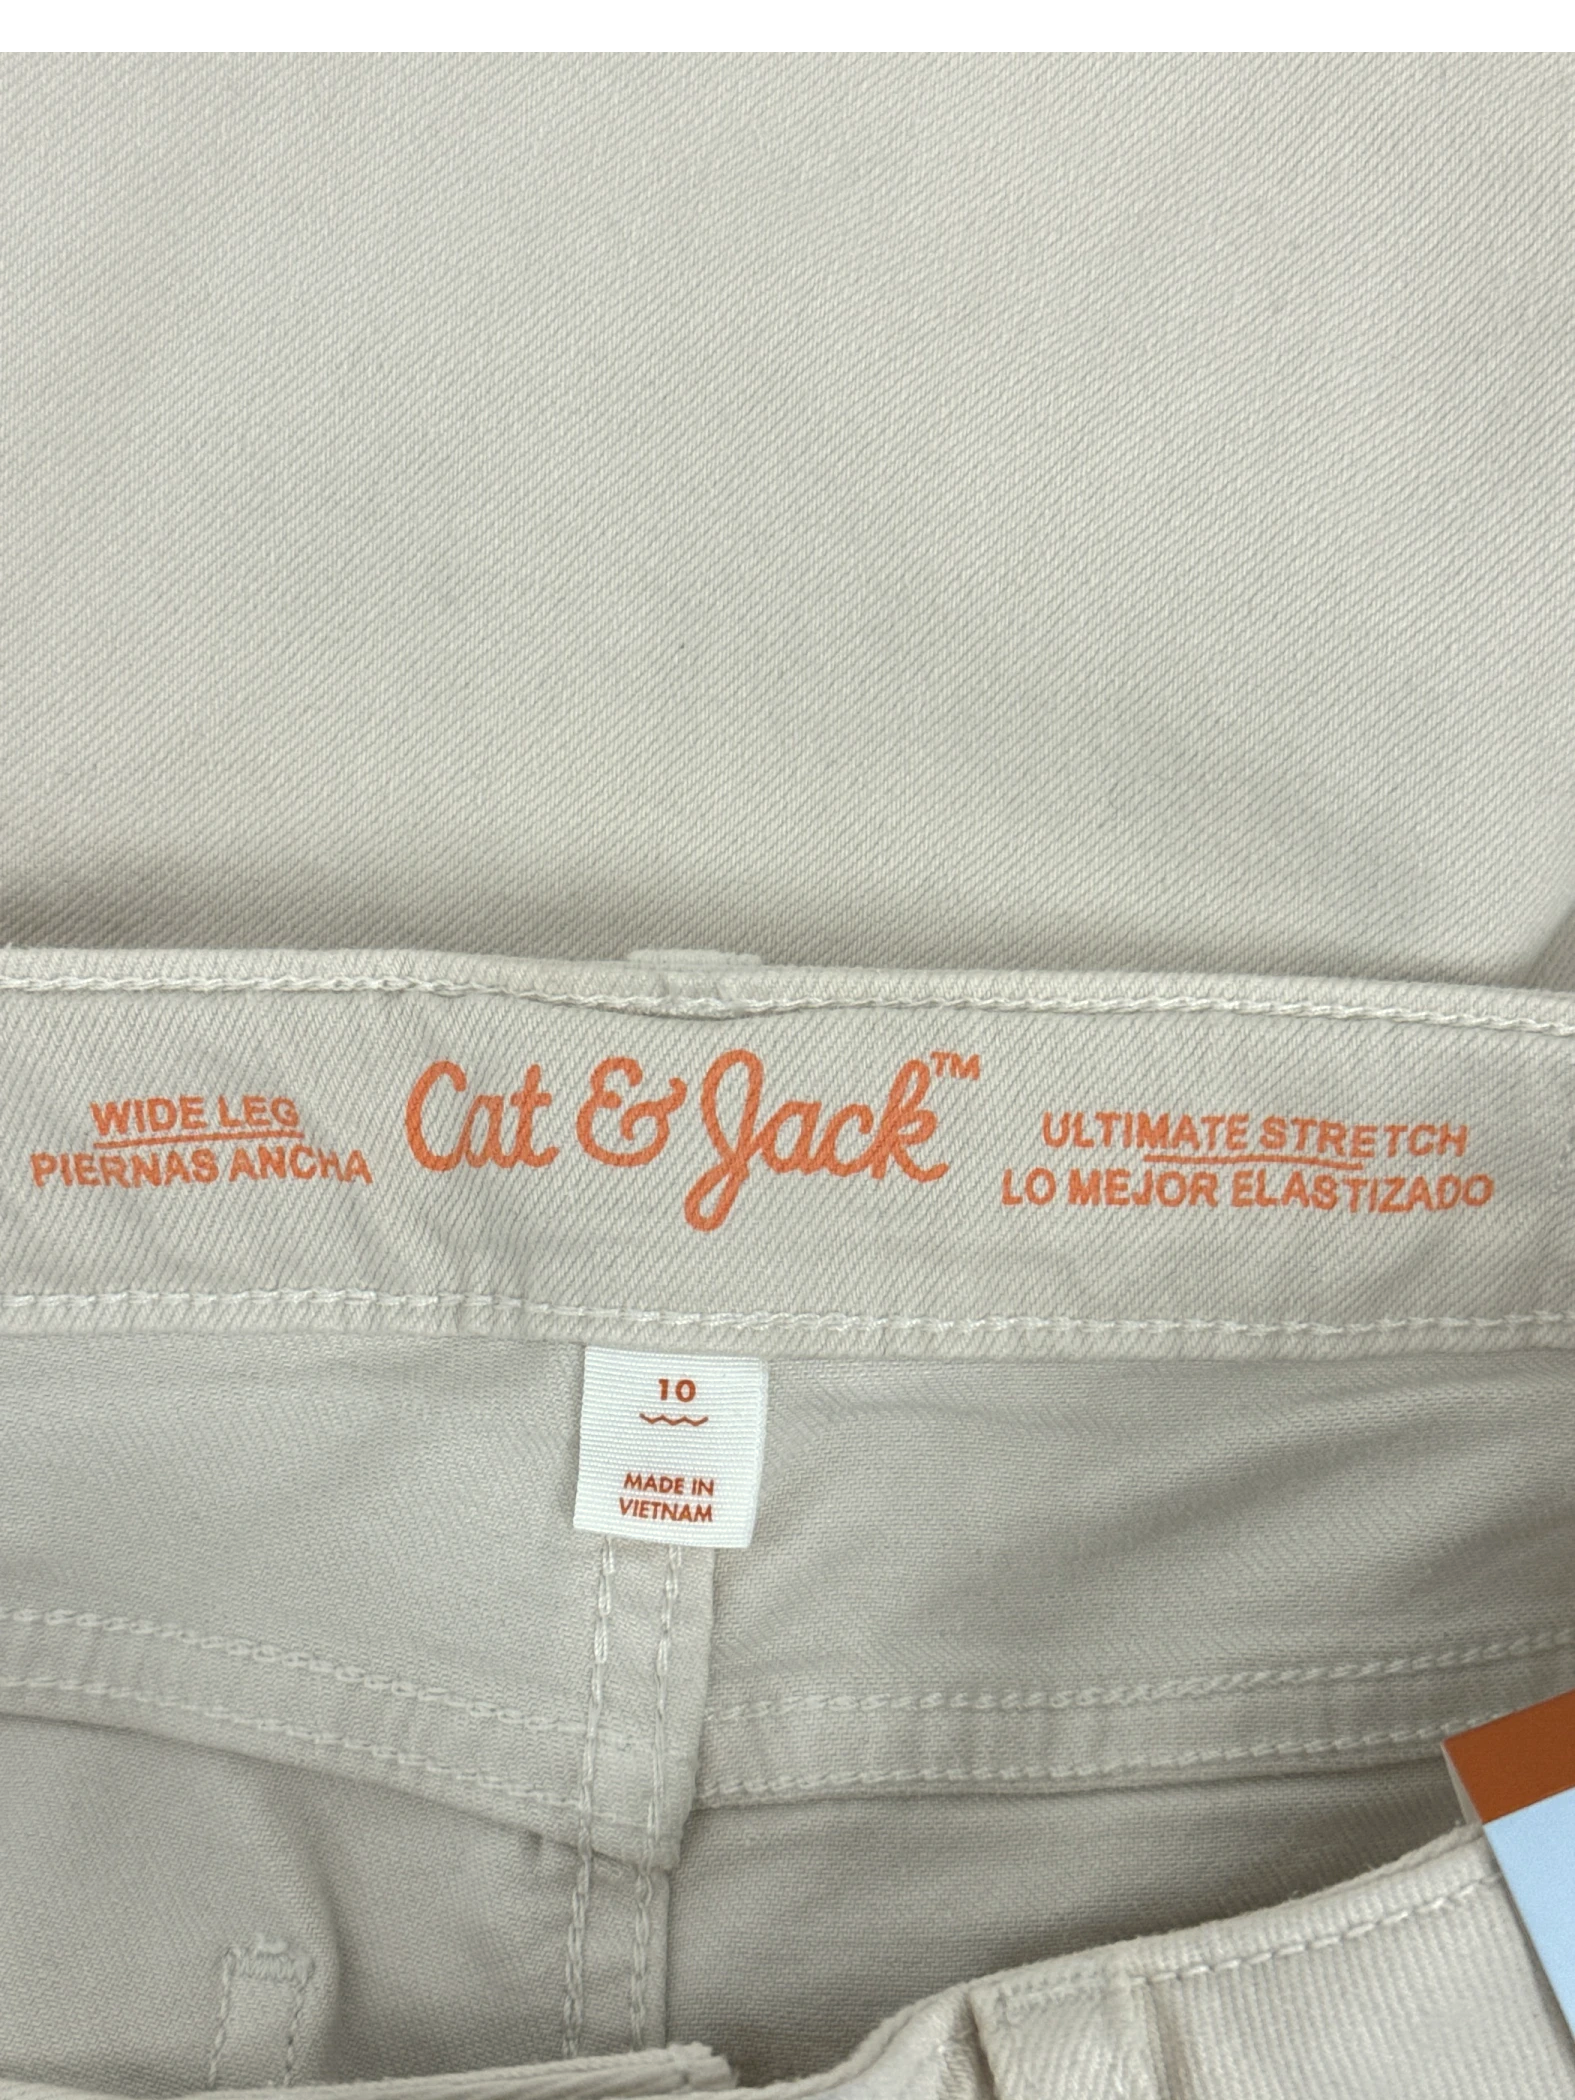 WIDE LEG
PIERNAS ANCHA
Cat & Jack™
ULTIMATE STRETCH
LO MEJOR ELASTIZADO
10
MADE IN
VIETNAM